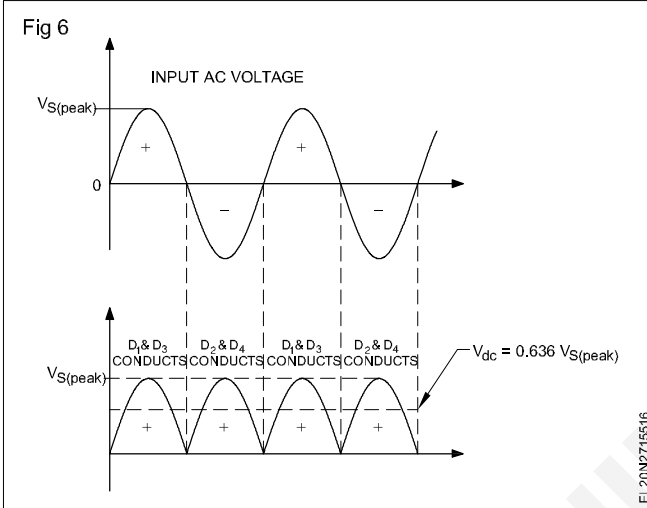 Fig 6
INPUT AC VOLTAGE
VS(peak)
+
+
0
–
–
D1& D3 CONDUCTS
D2 & D4 CONDUCTS
D1& D3 CONDUCTS
D2 & D4 CONDUCTS
Vdc = 0.636 VS(peak)
VS(peak)
+
+
+
+
EL20N2715516